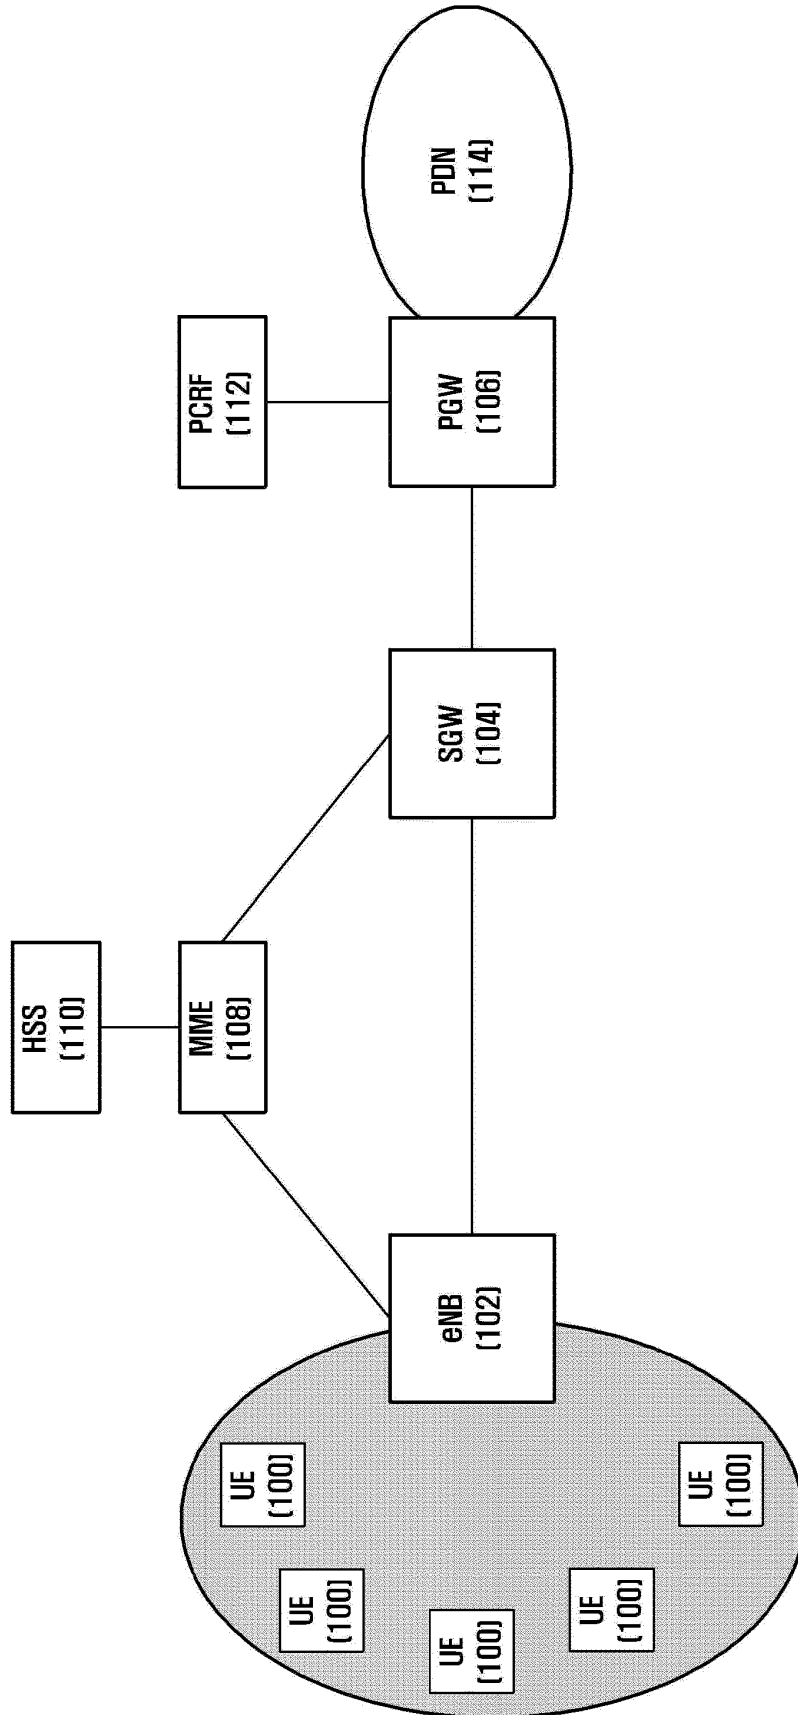 HSS
(110)
MME
(108)
PCRF
(112)
UE
(100)
UE
(100)
UE
(100)
UE
(100)
UE
(100)
eNB
(102)
SGW
(104)
PGW
(106)
PDN
(114)